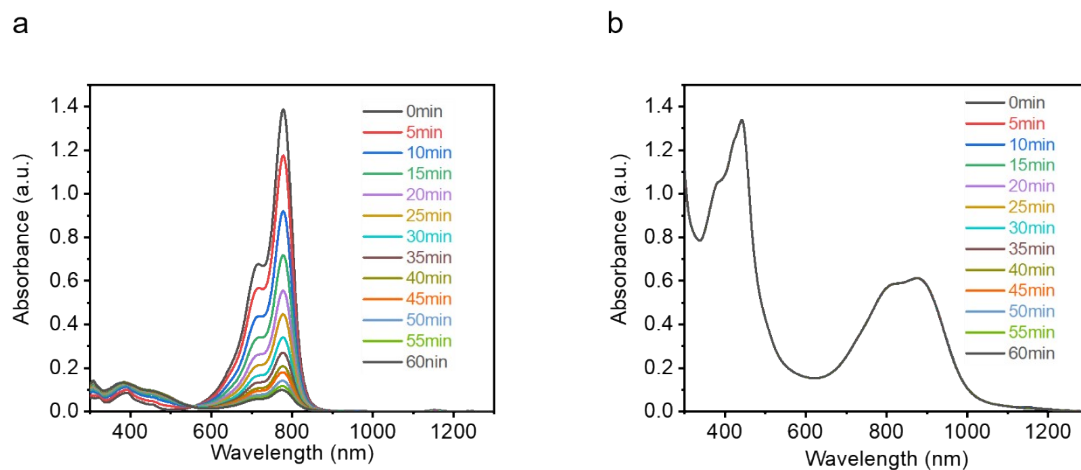 a
1.4
1.2
1.0
0.8
0.6
0.4
0.2
0.0
Absorbance (a.u.)
400 600 800 1000 1200
Wavelength (nm)
0min
5min
10min
15min
20min
25min
30min
35min
40min
45min
50min
55min
60nin
b
1.4
1.2
1.0
0.8
0.6
0.4
0.2
0.0
Absorbance (a.u.)
400 600 800 1000 1200
Wavelength (nm)
0min
5min
10min
15min
20min
25min
30min
35min
40min
45min
50min
55min
60min